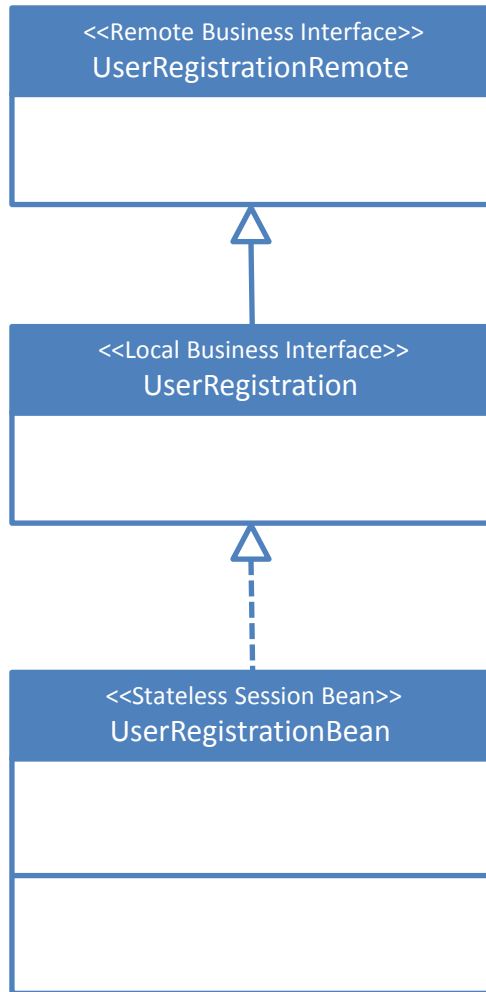 <<Remote Business Interface>>
UserRegistrationRemote
<<Local Business Interface>>
UserRegistration
<<Stateless Session Bean>>
UserRegistrationBean